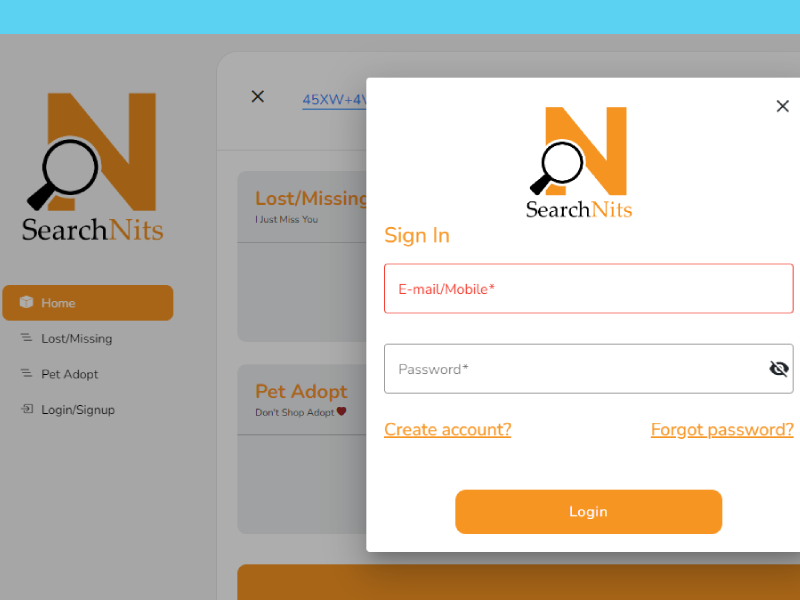 SearchNits
Home
Lost/Missing
Pet Adopt
Login/Signup
45XW+4
Lost/Missing
I Just Miss You
Pet Adopt
Don't Shop Adopt
SearchNits
Sign In
E-mail/Mobile*
Password*
Create account?
Forgot password?
Login